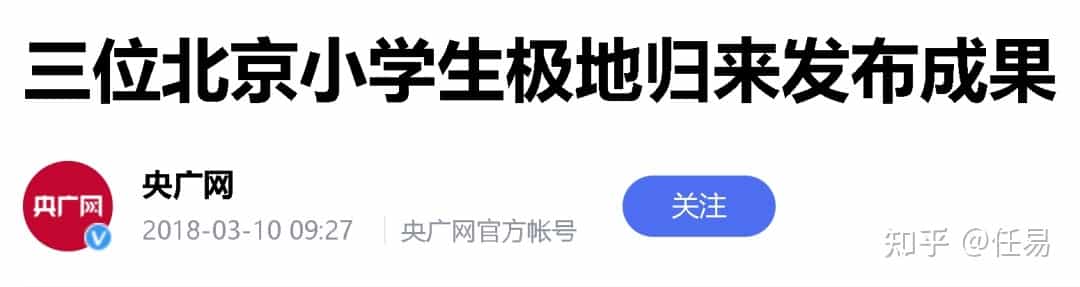 三位北京小学生极地归来发布成果
央广网
央广网
2018-03-10 09:27 央广网官方帐号
关注
知乎 @任易